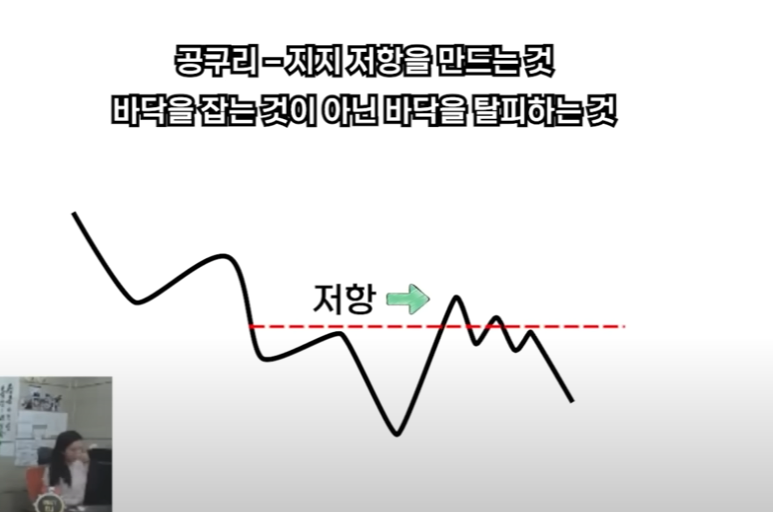 공구리 – 지지 저항을 만드는 것
바닥을 잡는 것이 아닌 바닥을 탈피하는 것
저항